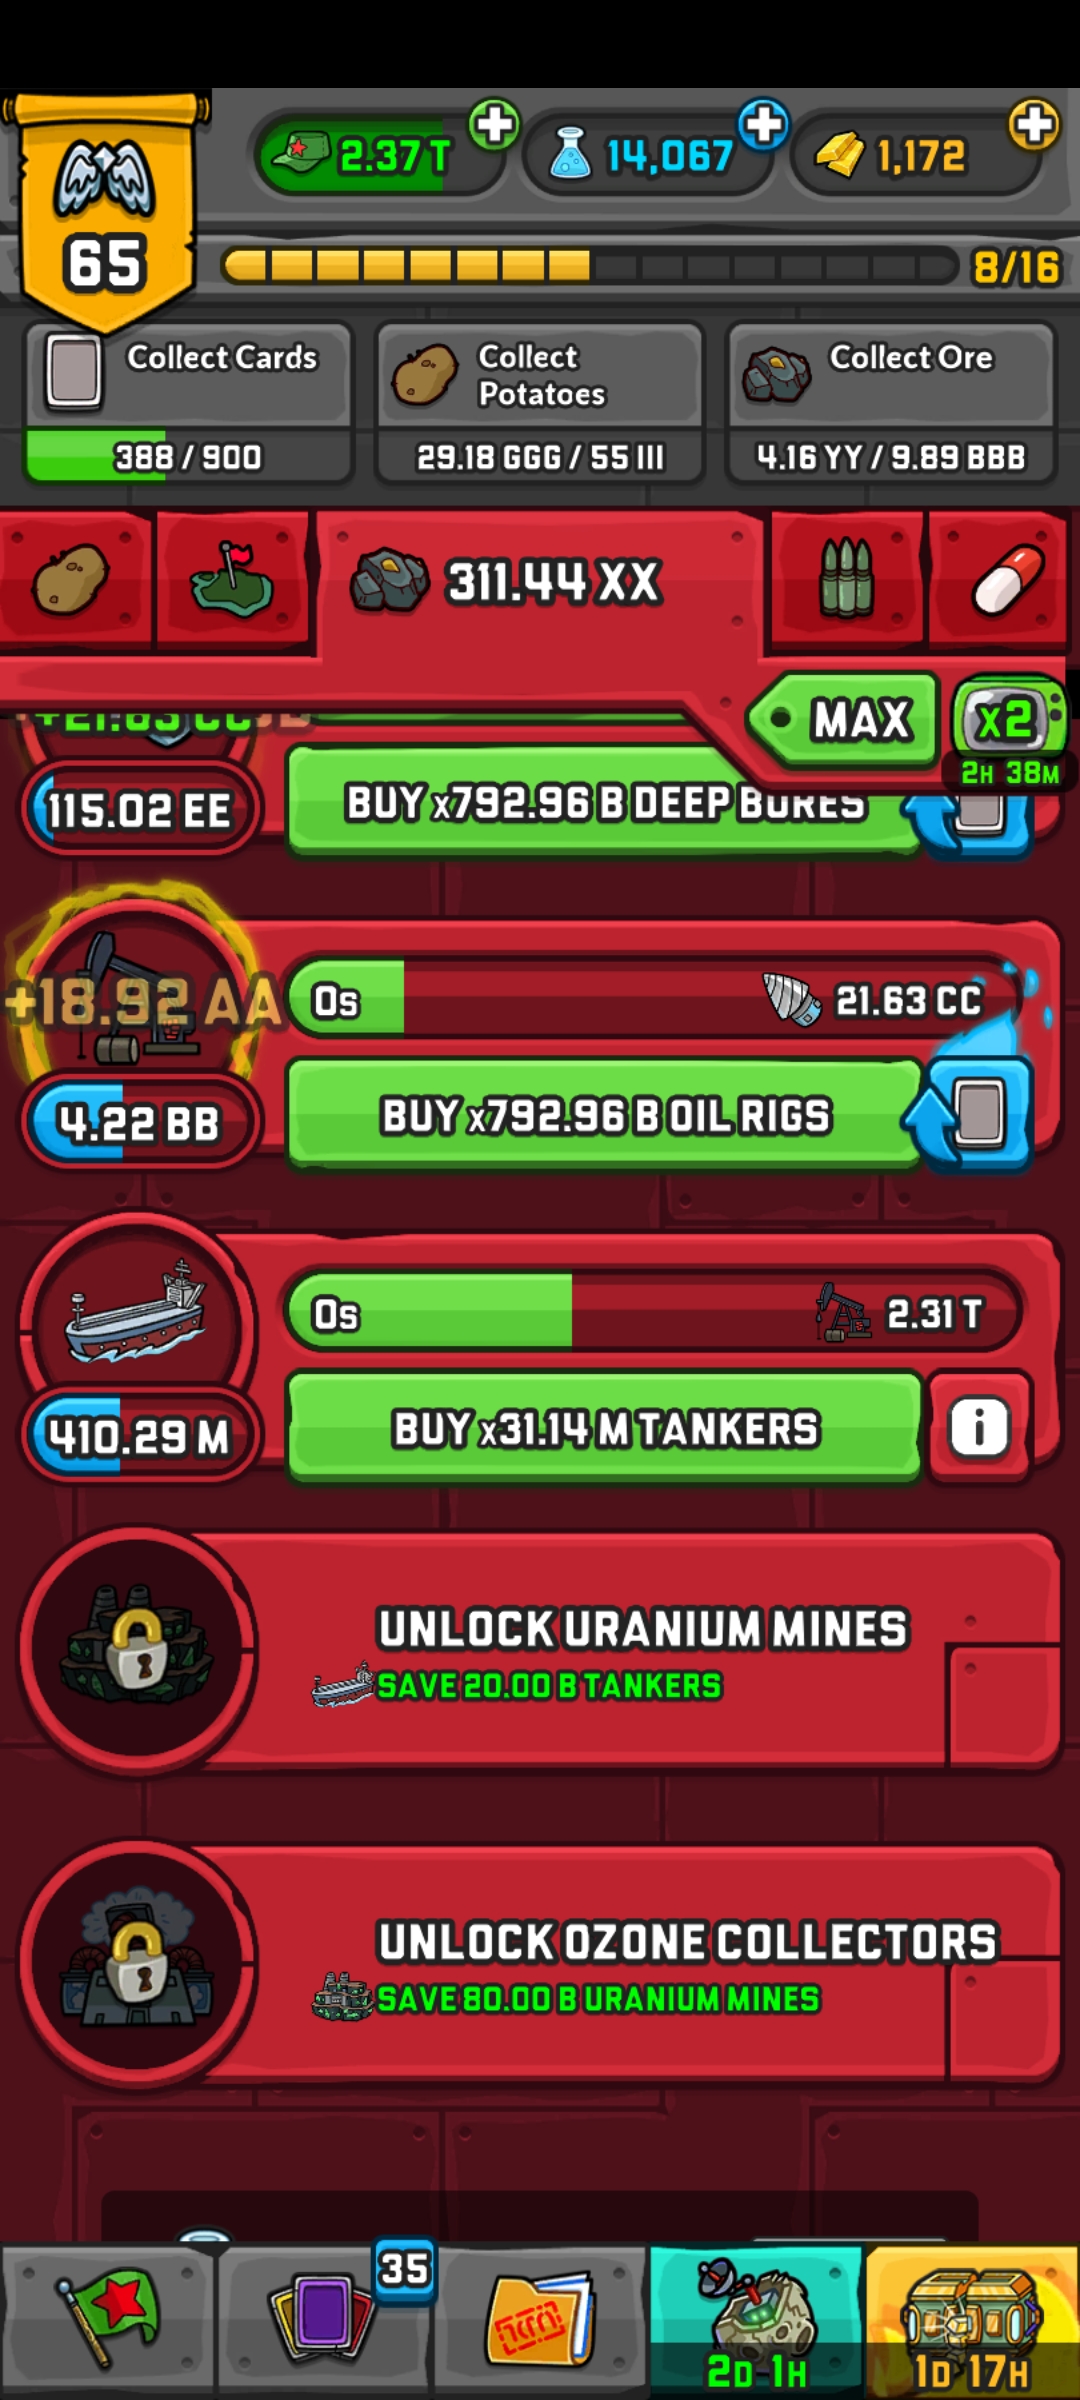 2.37 T
14,067
1,172
65
8/16
Collect Cards
388 / 900
Collect
Potatoes
29.18 GGG / 55 III
Collect Ore
4.16 YY / 9.89 BBB
311.44 XX
MAX
x2
2H 38M
+21.63 CC
115.02 EE
BUY x792.96 B DEEP BORES
+18.92 AA
0s
21.63 CC
4.22 BB
BUY x792.96 B OIL RIGS
0s
2.31 T
410.29 M
BUY x31.14 M TANKERS
i
UNLOCK URANIUM MINES
SAVE 20.00 B TANKERS
UNLOCK OZONE COLLECTORS
SAVE 80.00 B URANIUM MINES
35
2D 1H
1D 17H